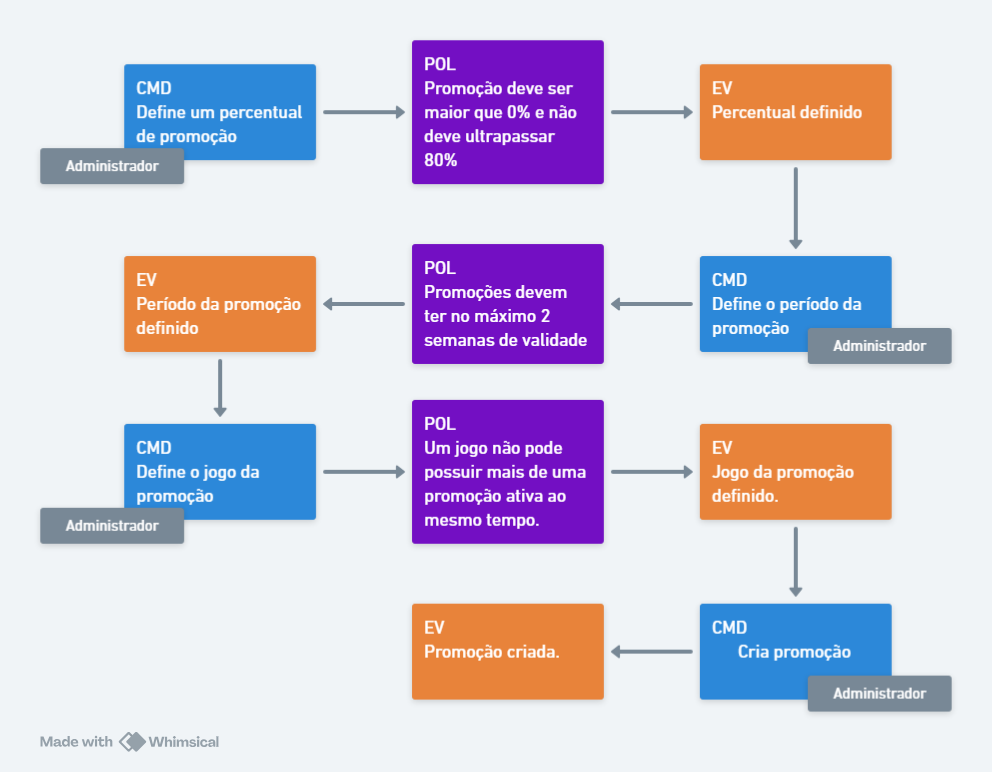 CMD
Define um percentual
de promoção
Administrador
POL
Promoção deve ser
maior que 0% e não
deve ultrapassar
80%
EV
Percentual definido
CMD
Define o período da
promoção
Administrador
POL
Promoções devem
ter no máximo 2
semanas de validade
EV
Período da promoção
definido
CMD
Define o jogo da
promoção
Administrador
POL
Um jogo não pode
possuir mais de uma
promoção ativa ao
mesmo tempo.
EV
Jogo da promoção
definido.
CMD
Cria promoção
Administrador
EV
Promoção criada.
Made with Whimsical